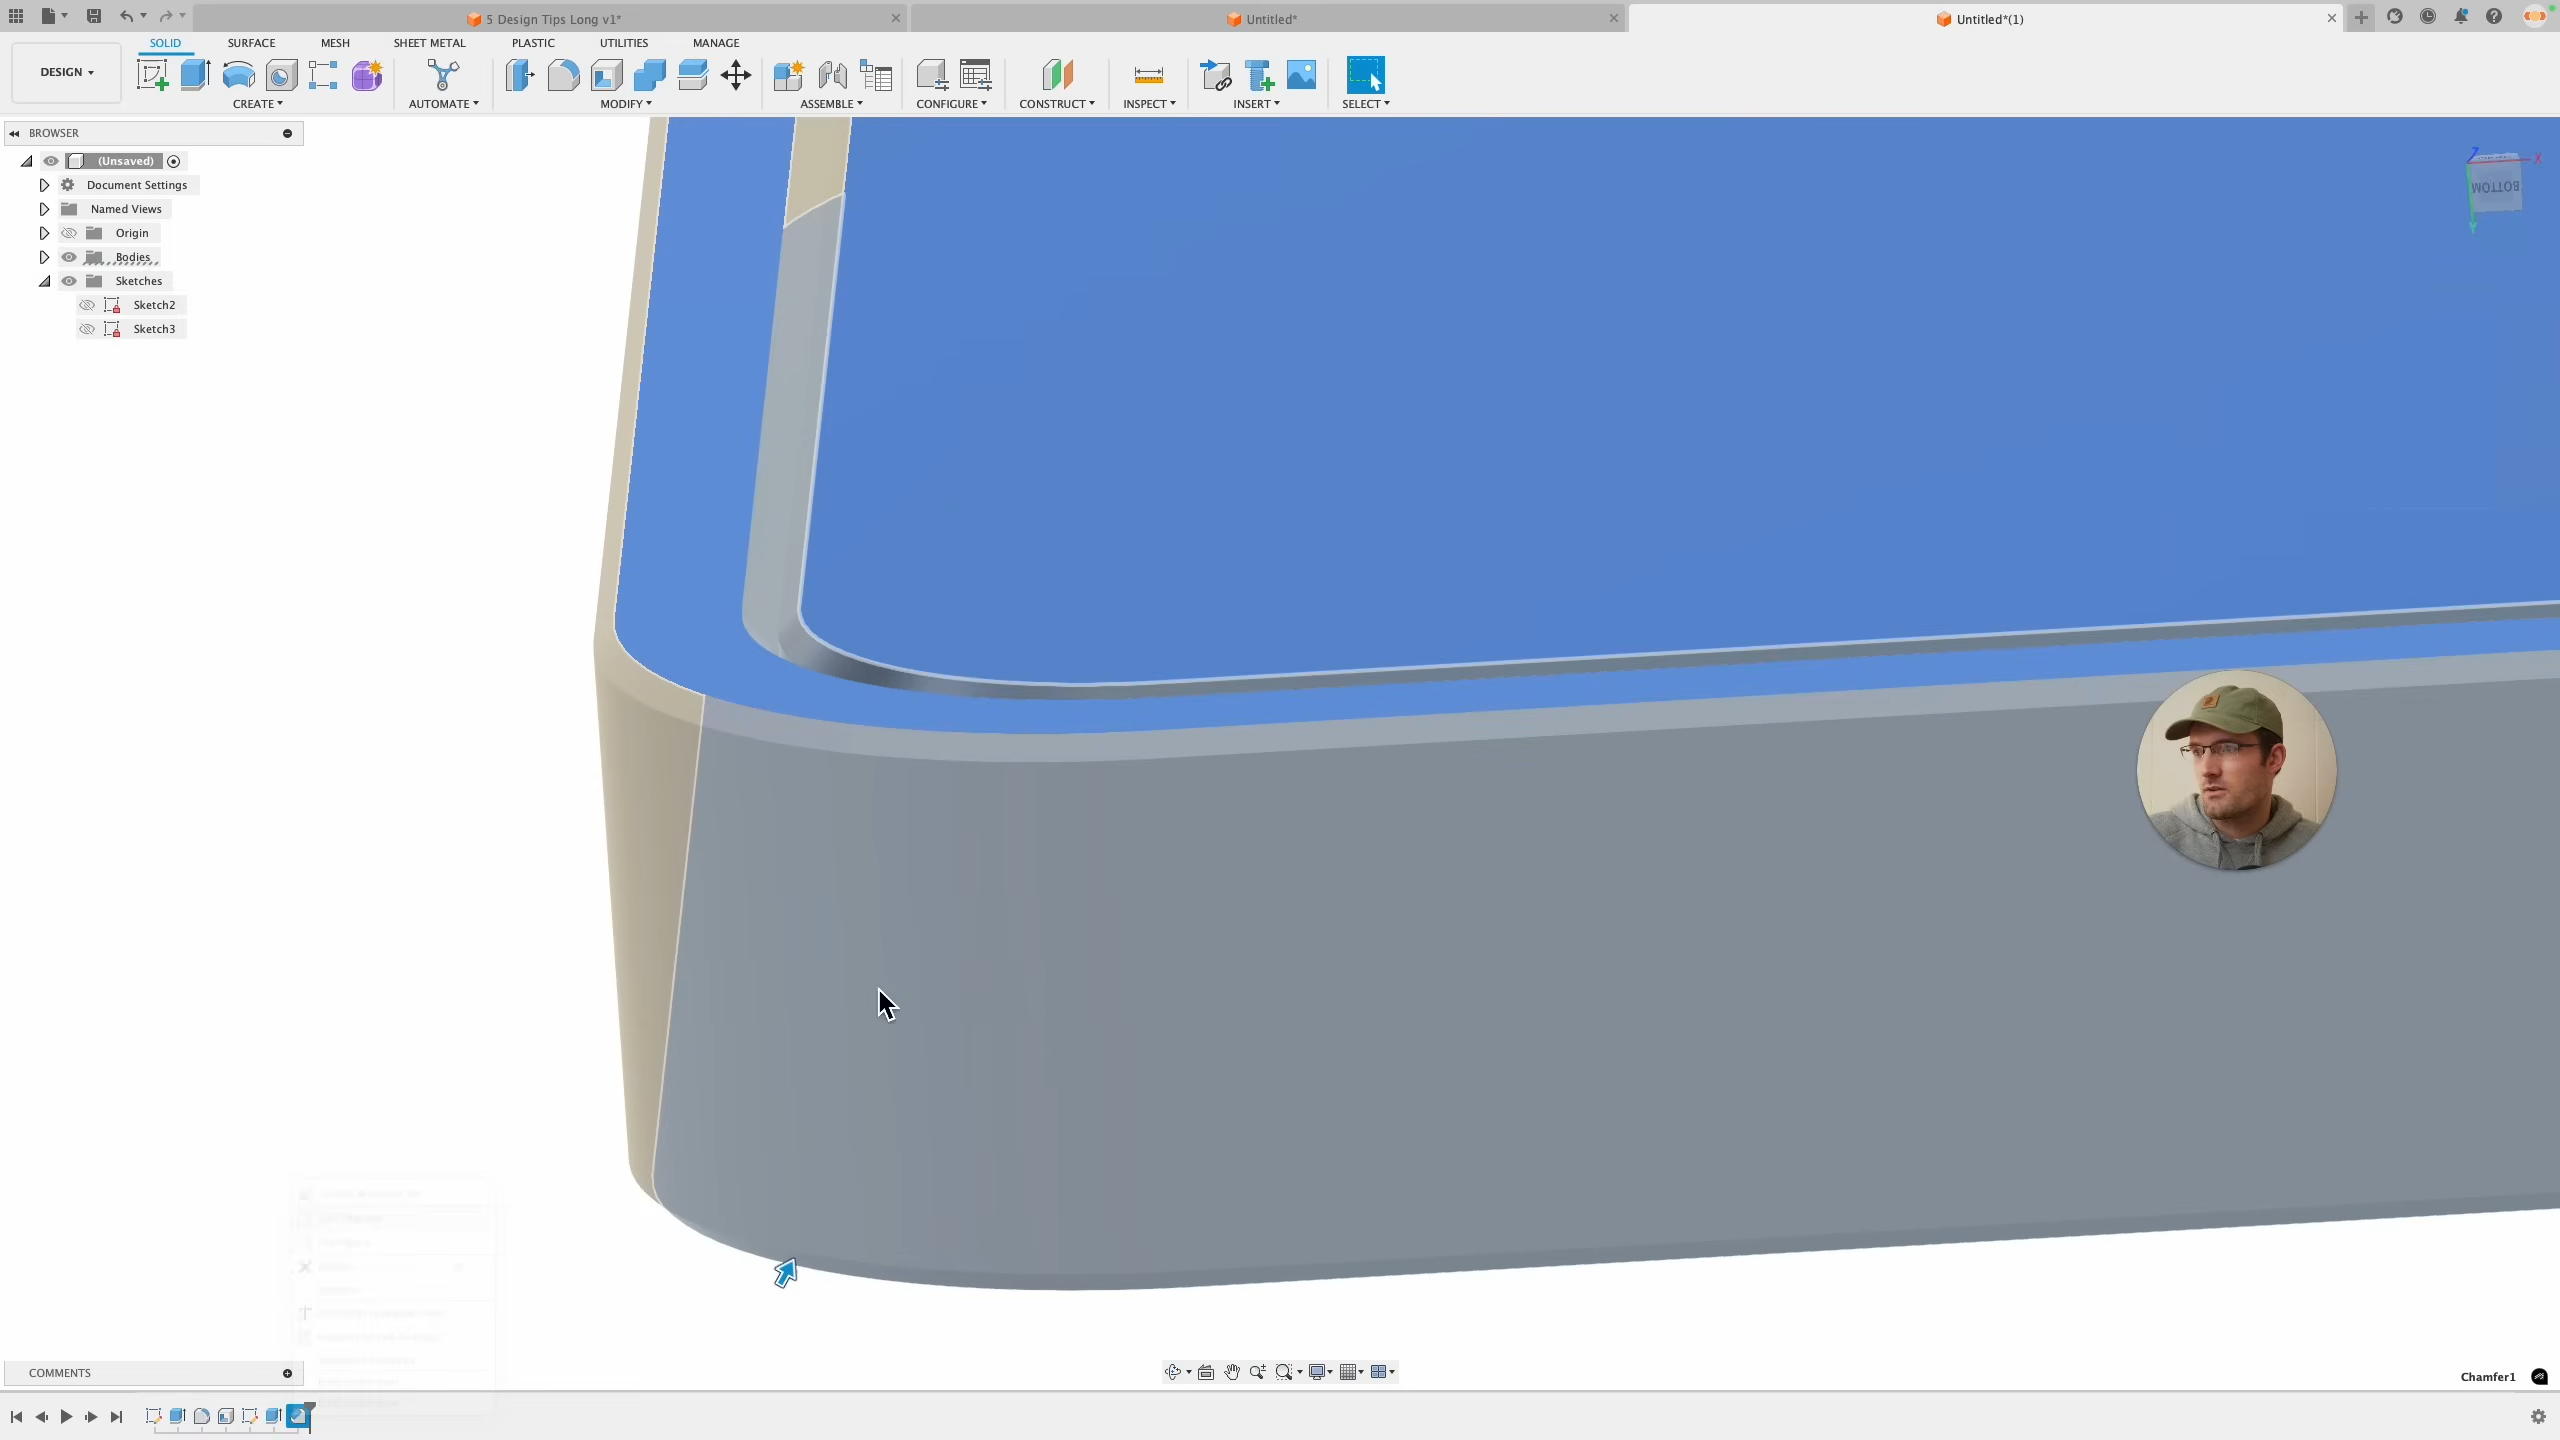 5 Design Tips Long v1*
Untitled*
Untitled*(1)
DESIGN
SOLID
SURFACE
MESH
SHEET METAL
PLASTIC
UTILITIES
MANAGE
CREATE
AUTOMATE
MODIFY
ASSEMBLE
CONFIGURE
CONSTRUCT
INSPECT
INSERT
SELECT
BROWSER
(Unsaved)
Document Settings
Named Views
Origin
Bodies
Sketches
Sketch2
Sketch3
Z
X
BOTTOM
Y
COMMENTS
Chamfer1